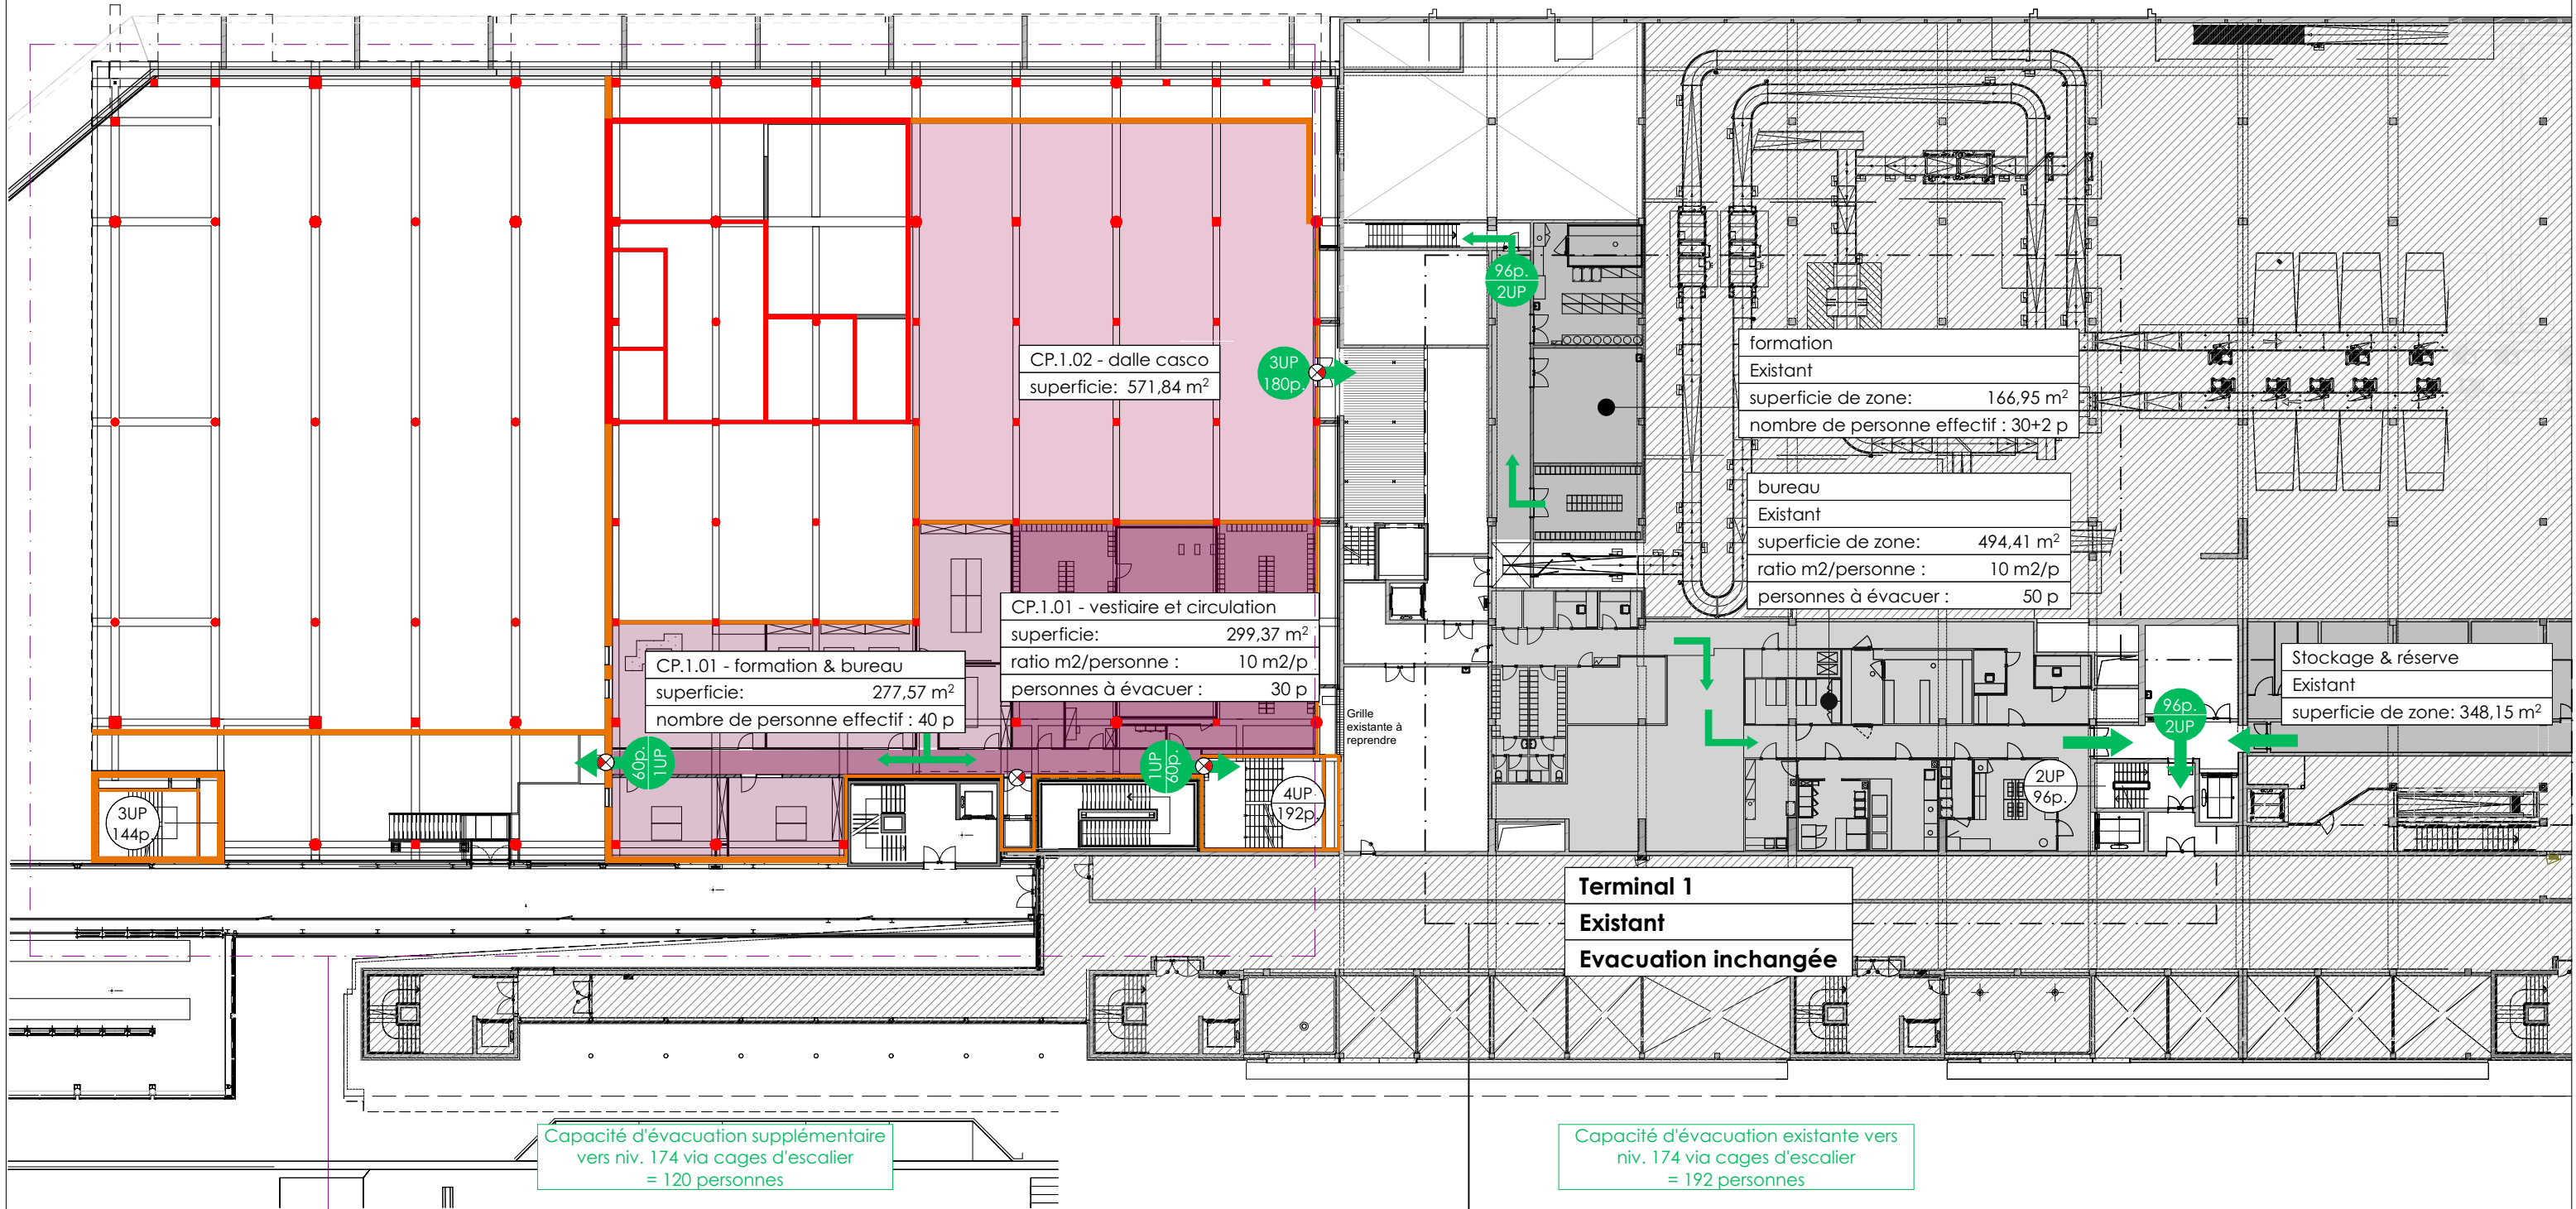 96p.
2UP
CP.1.02 - dalle casco
superficie: 571,84 m²
3UP
180p.
formation
Existant
superficie de zone: 166,95 m²
nombre de personne effectif : 30+2 p
bureau
Existant
superficie de zone: 494,41 m²
ratio m2/personne : 10 m2/p
personnes à évacuer : 50 p
CP.1.01 - vestiaire et circulation
superficie: 299,37 m²
ratio m2/personne : 10 m2/p
personnes à évacuer : 30 p
CP.1.01 - formation & bureau
superficie: 277,57 m²
nombre de personne effectif : 40 p
Stockage & réserve
Existant
superficie de zone: 348,15 m²
Grille
existante à
reprendre
96p.
2UP
60p.
1UP
1UP
60p.
3UP
144p.
4UP
192p.
2UP
96p.
Terminal 1
Existant
Evacuation inchangée
Capacité d'évacuation supplémentaire
vers niv. 174 via cages d'escalier
= 120 personnes
Capacité d'évacuation existante vers
niv. 174 via cages d'escalier
= 192 personnes